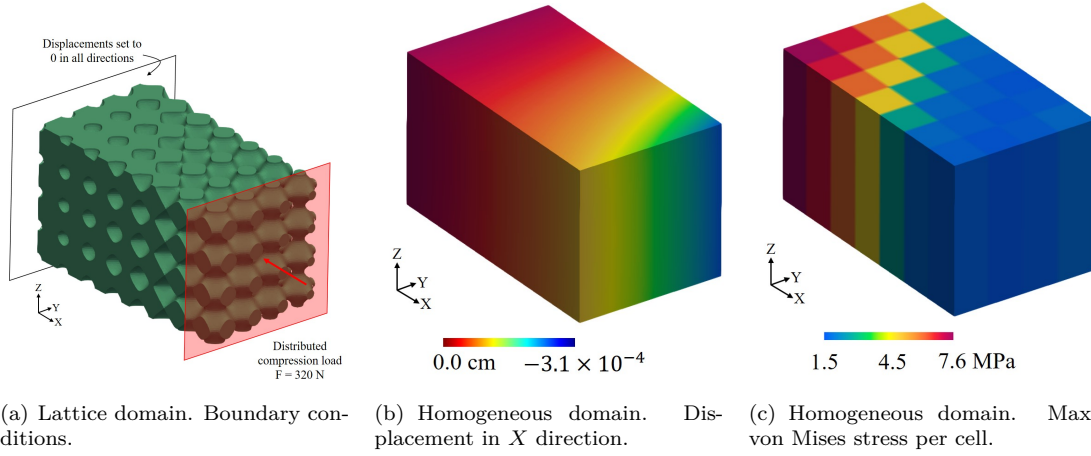 Displacements set to
0 in all directions
Z
Y
X
Distributed
compression load
F = 320 N
(a) Lattice domain. Boundary con-
ditions.
Z
Y
X
0.0 cm −3.1 × 10⁻⁴
(b) Homogeneous domain. Dis-
placement in X direction.
Z
Y
X
1.5 4.5 7.6 MPa
(c) Homogeneous domain. Max
von Mises stress per cell.